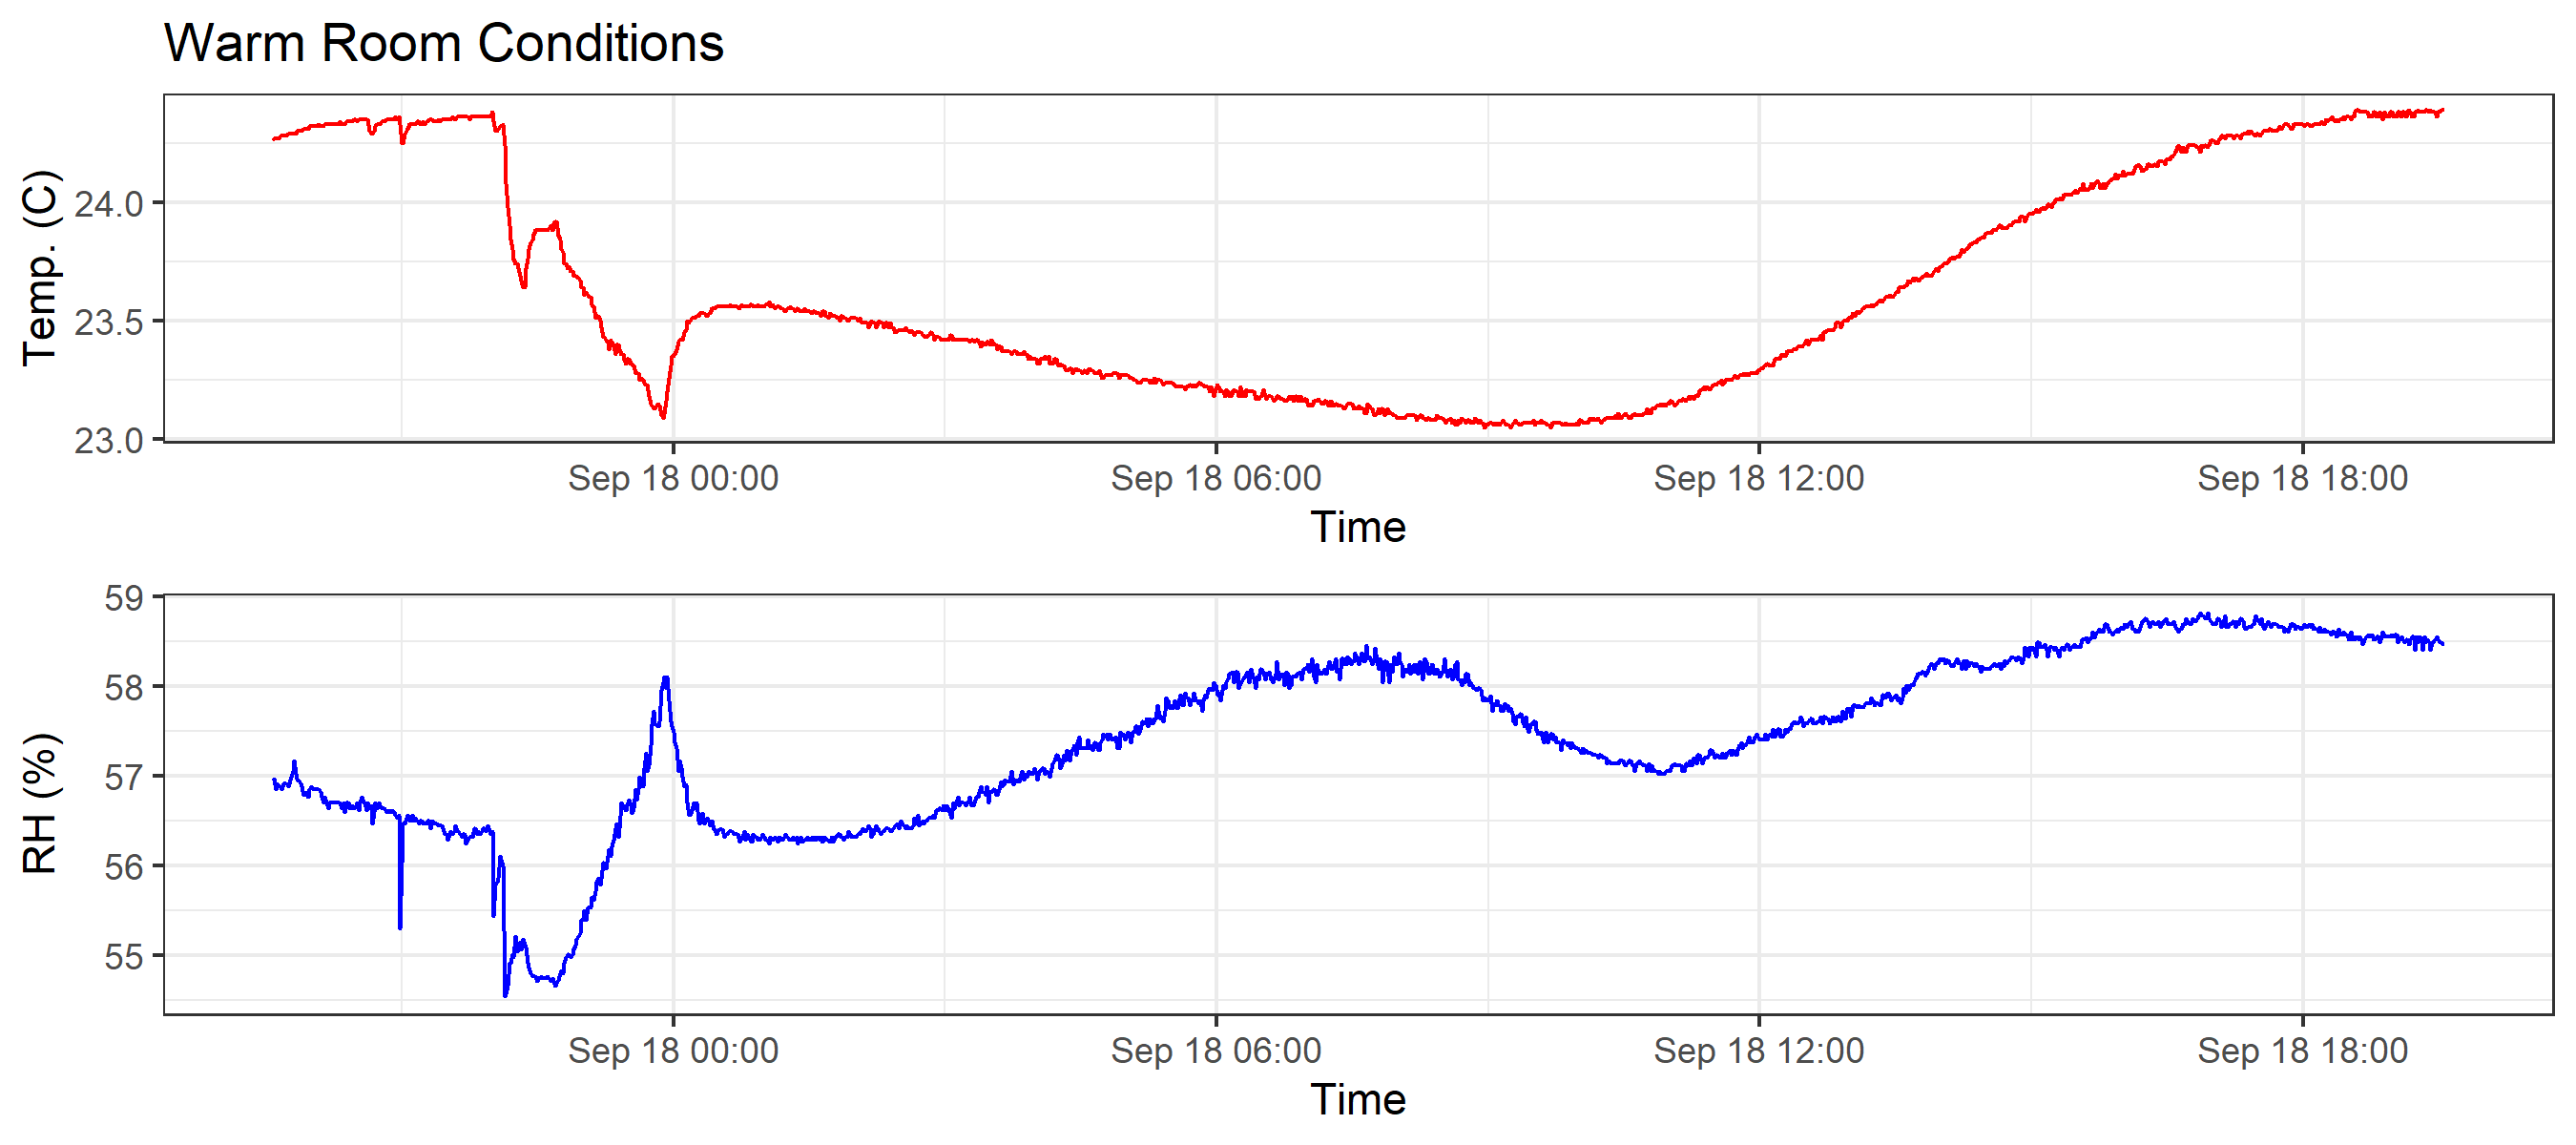 Warm Room Conditions
Temp. (C)
24.0
23.5
23.0
Sep 18 00:00 Sep 18 06:00 Sep 18 12:00 Sep 18 18:00
Time
RH (%)
59
58
57
56
55
Sep 18 00:00 Sep 18 06:00 Sep 18 12:00 Sep 18 18:00
Time